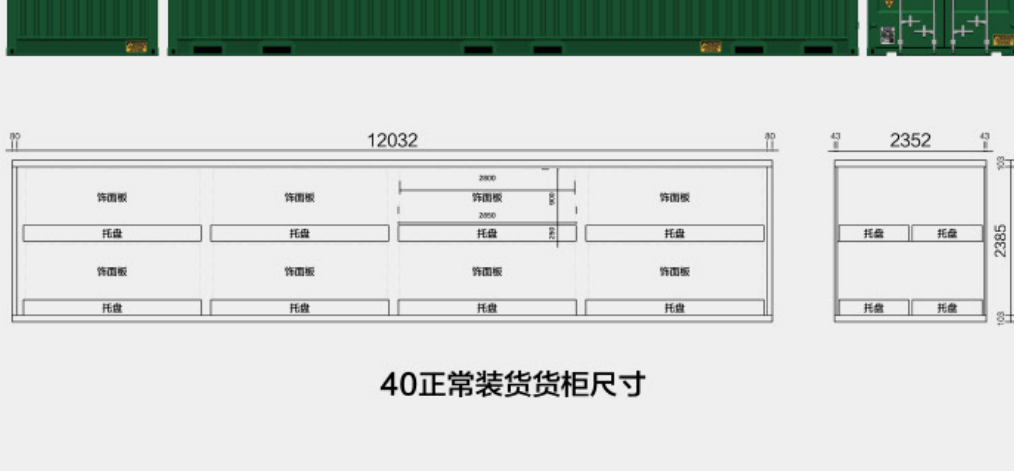 80 12032 80
43 2352 43
2800
饰面板 饰面板 饰面板 饰面板
900
2850
托盘 托盘 托盘 托盘
托盘 托盘
饰面板 饰面板 饰面板 饰面板
托盘 托盘 托盘 托盘
托盘 托盘
103
2385
103
40正常装货货柜尺寸